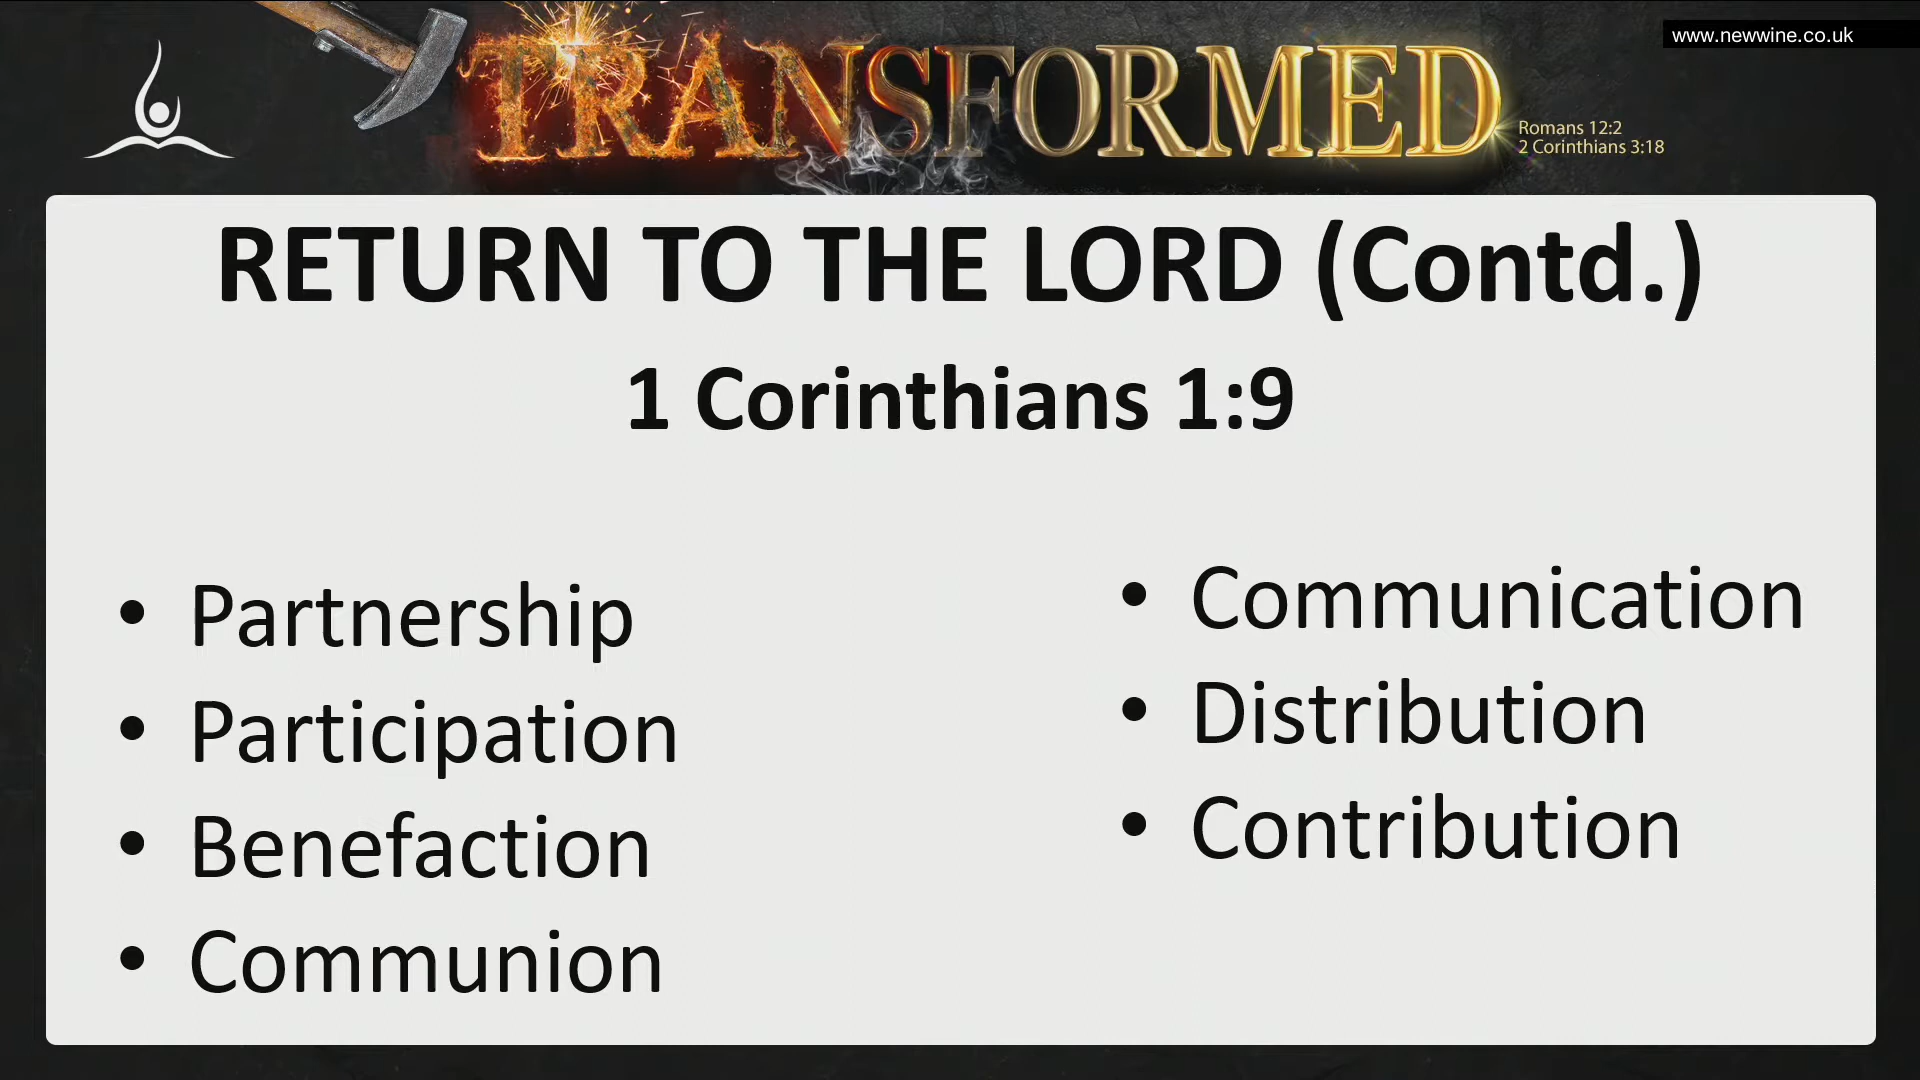 TRANSFORMED
www.newwine.co.uk
Romans 12:2
2 Corinthians 3:18
RETURN TO THE LORD (Contd.)
1 Corinthians 1:9
• Partnership
• Participation
• Benefaction
• Communion
• Communication
• Distribution
• Contribution